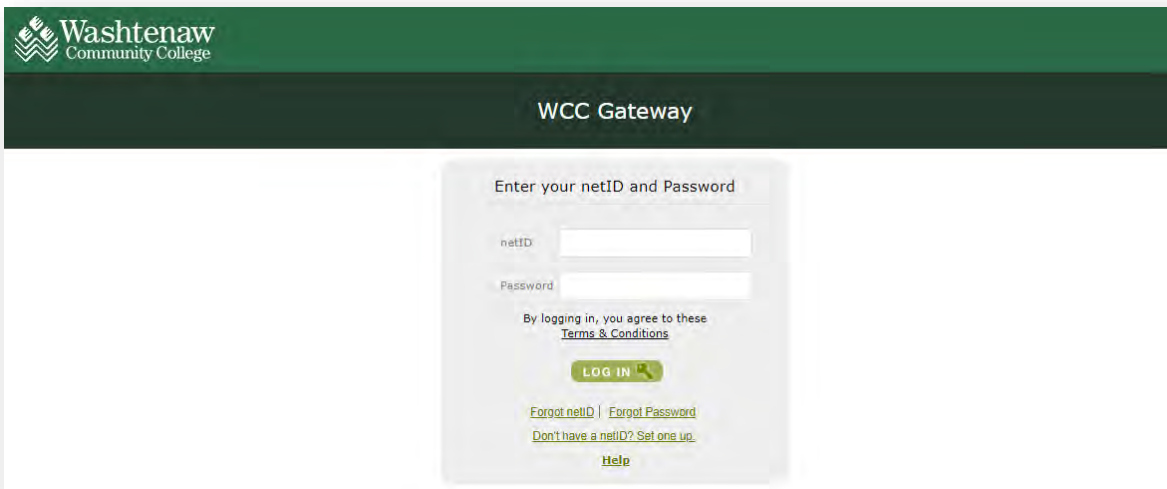 Washtenaw
Community College
WCC Gateway
Enter your netID and Password
netID
Password
By logging in, you agree to these
Terms & Conditions
LOG IN
Forgot netID | Forgot Password
Don't have a netID? Set one up.
Help